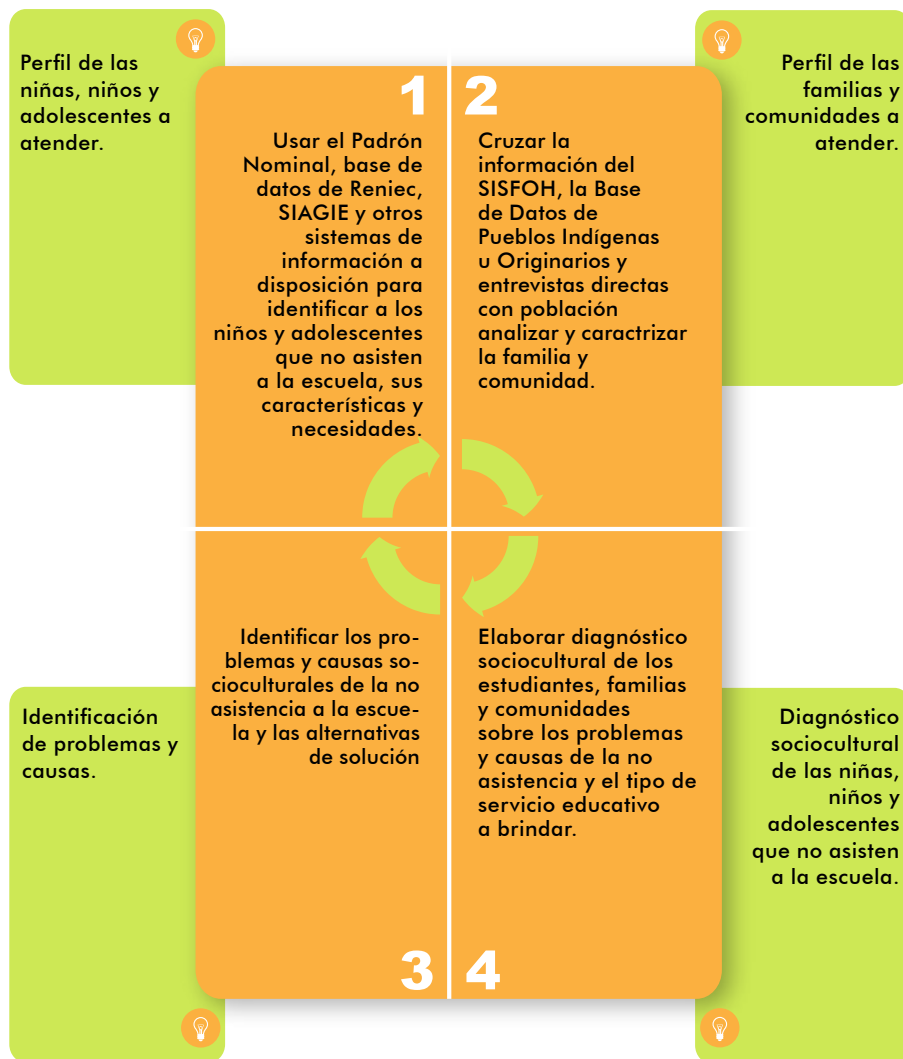 Perfil de las
niñas, niños y
adolescentes a
atender.
1
Usar el Padrón
Nominal, base de
datos de Reniec,
SIAGIE y otros
sistemas de
información a
disposición para
identificar a los
niños y adolescentes
que no asisten
a la escuela, sus
características y
necesidades.
2
Cruzar la
información del
SISFOH, la Base
de Datos de
Pueblos Indígenas
u Originarios y
entrevistas directas
con población
analizar y caractrizar
la familia y
comunidad.
Perfil de las
familias y
comunidades a
atender.
Identificación
de problemas y
causas.
Identificar los pro-
blemas y causas so-
cioculturales de la no
asistencia a la escue-
la y las alternativas
de solución
3
Elaborar diagnóstico
sociocultural de los
estudiantes, familias
y comunidades
sobre los problemas
y causas de la no
asistencia y el tipo de
servicio educativo
a brindar.
4
Diagnóstico
sociocultural
de las niñas,
niños y
adolescentes
que no asisten
a la escuela.